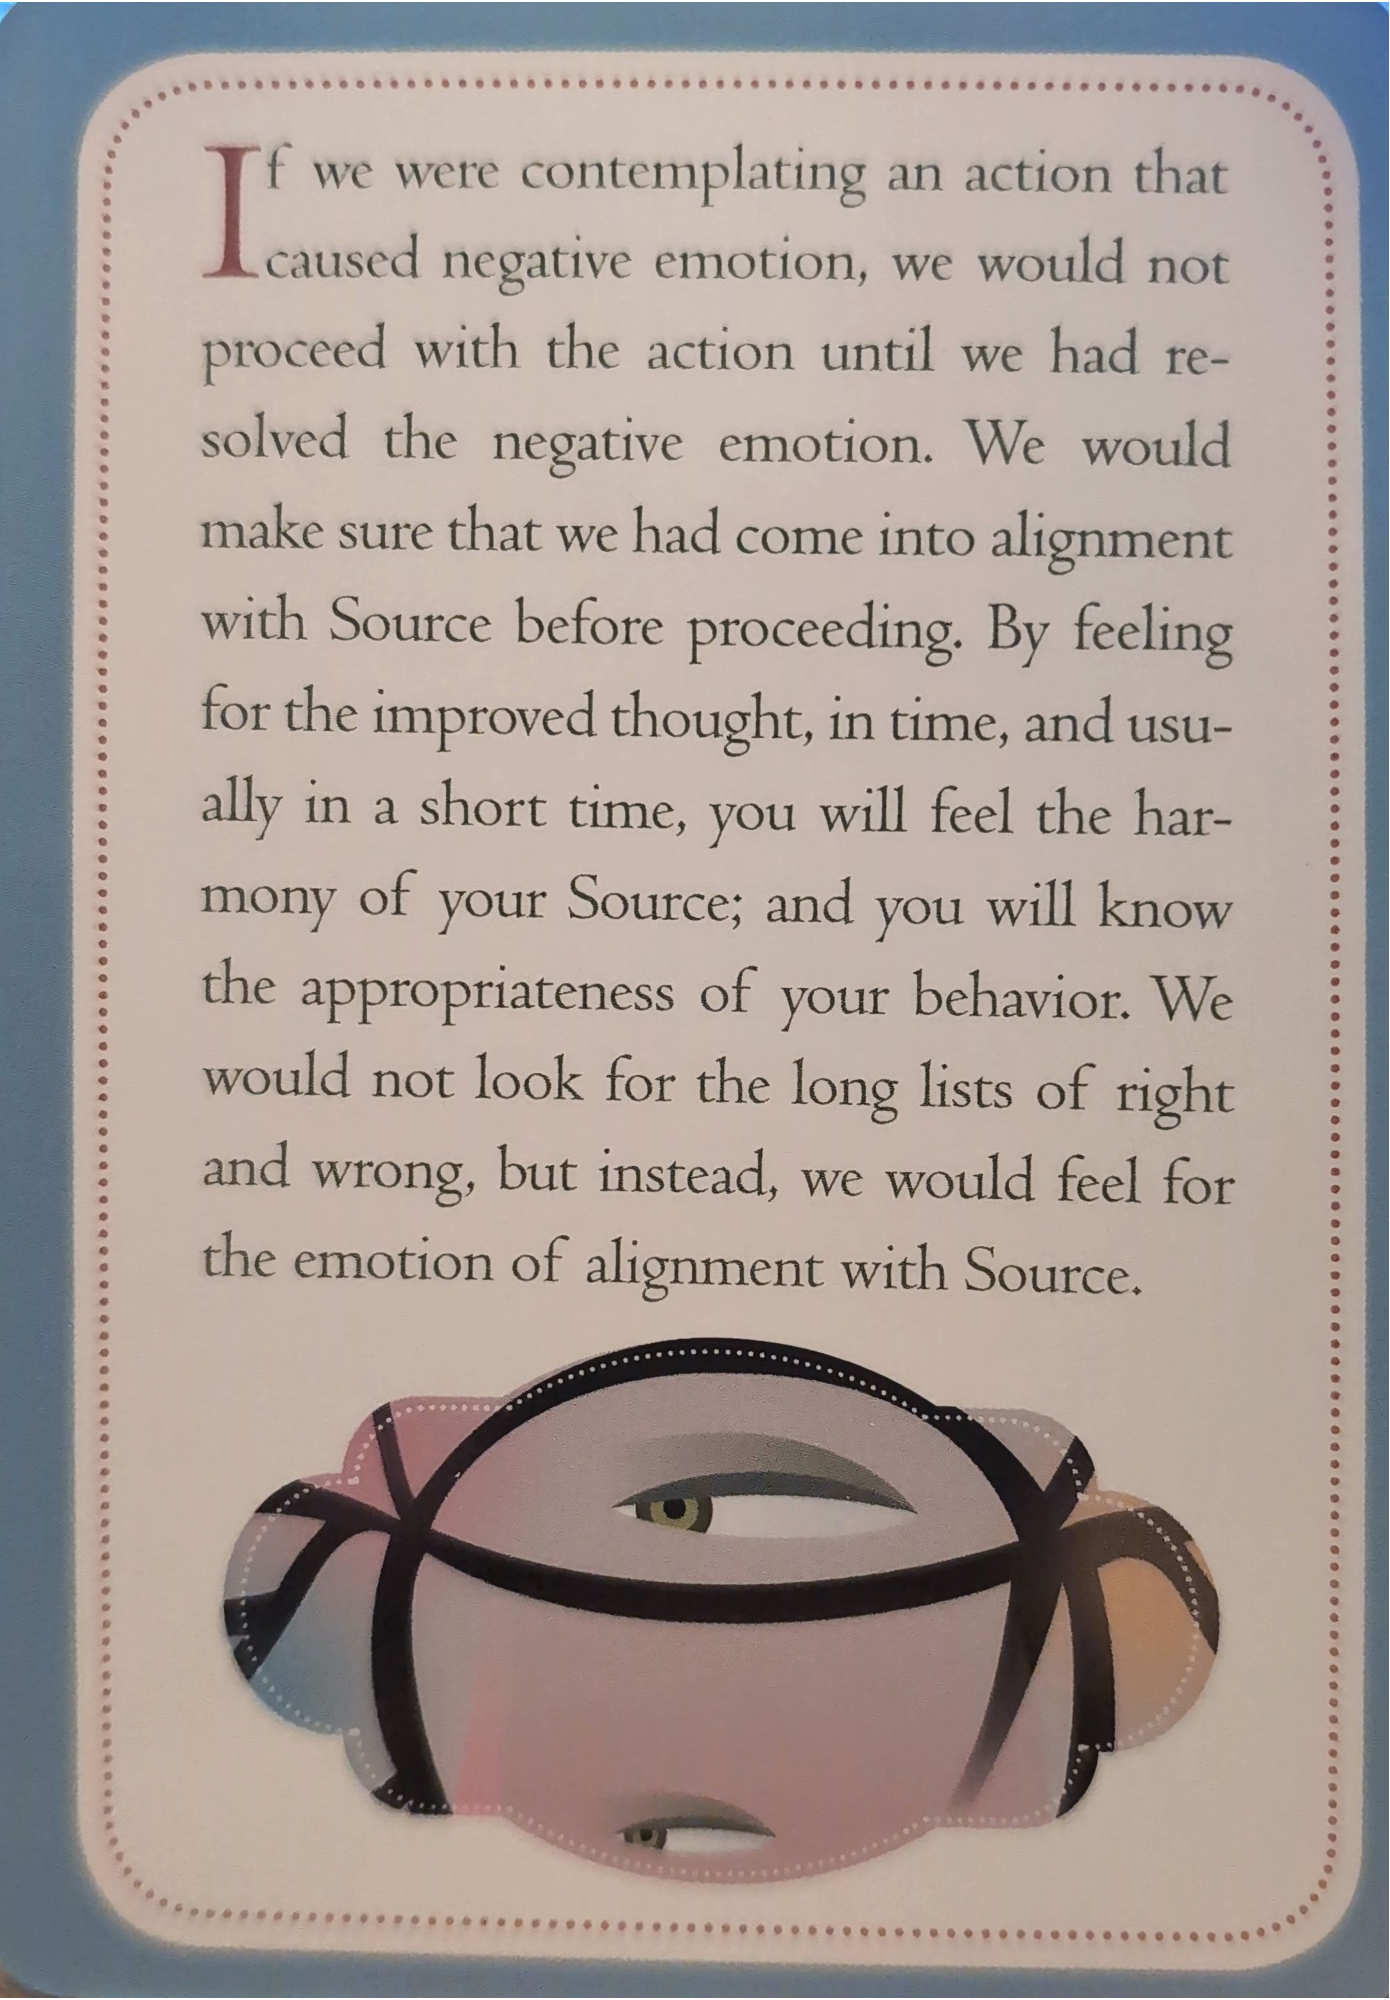 If we were contemplating an action that
caused negative emotion, we would not
proceed with the action until we had re-
solved the negative emotion. We would
make sure that we had come into alignment
with Source before proceeding. By feeling
for the improved thought, in time, and usu-
ally in a short time, you will feel the har-
mony of your Source; and you will know
the appropriateness of your behavior. We
would not look for the long lists of right
and wrong, but instead, we would feel for
the emotion of alignment with Source.